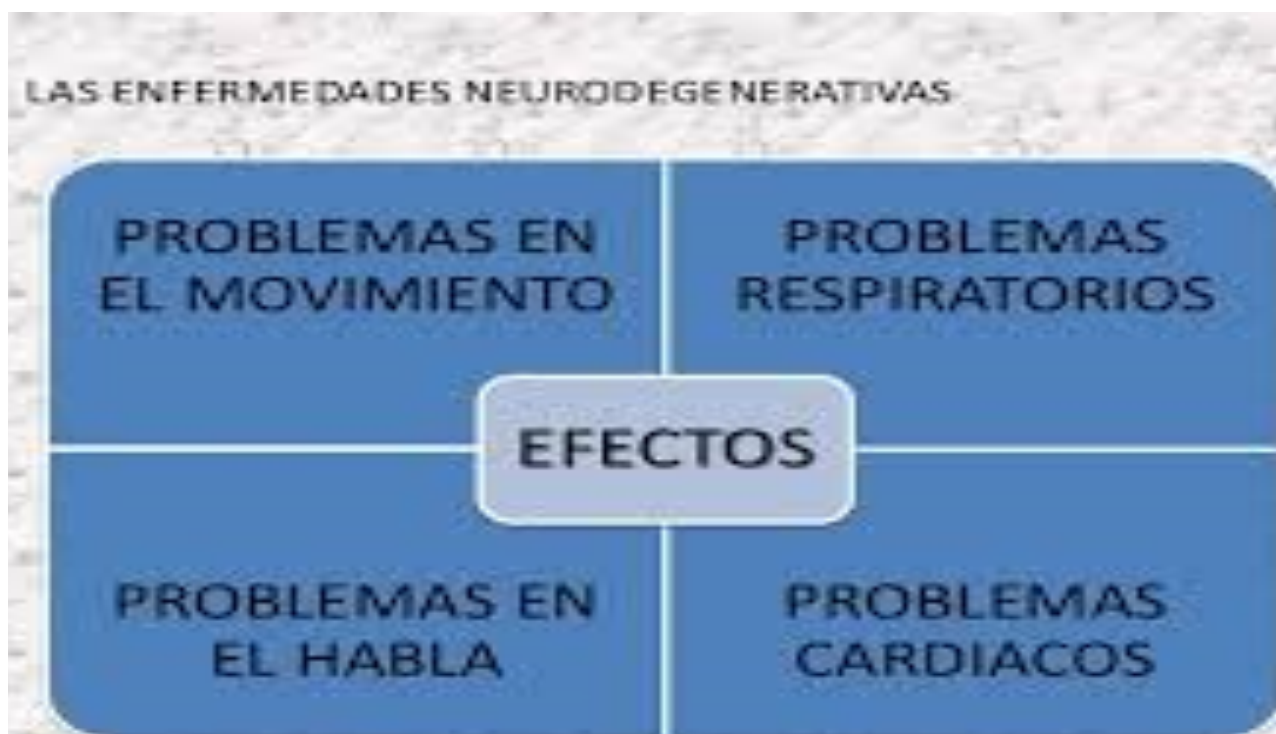 LAS ENFERMEDADES NEURODEGENERATIVAS
PROBLEMAS EN
EL MOVIMIENTO
PROBLEMAS
RESPIRATORIOS
EFECTOS
PROBLEMAS EN
EL HABLA
PROBLEMAS
CARDIACOS